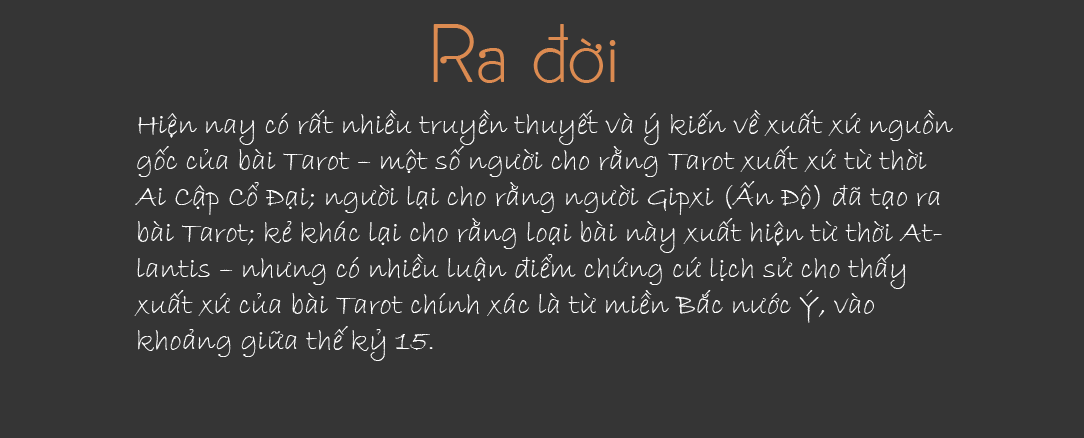 Ra đời
Hiện nay có rất nhiều truyền thuyết và ý kiến về xuất xứ nguồn
gốc của bài Tarot – một số người cho rằng Tarot xuất xứ từ thời
Ai Cập Cổ Đại; người lại cho rằng người Gipxi (Ấn Độ) đã tạo ra
bài Tarot; kẻ khác lại cho rằng loại bài này xuất hiện từ thời At-
lantis – nhưng có nhiều luận điểm chứng cứ lịch sử cho thấy
xuất xứ của bài Tarot chính xác là từ miền Bắc nước Ý, vào
khoảng giữa thế kỷ 15.